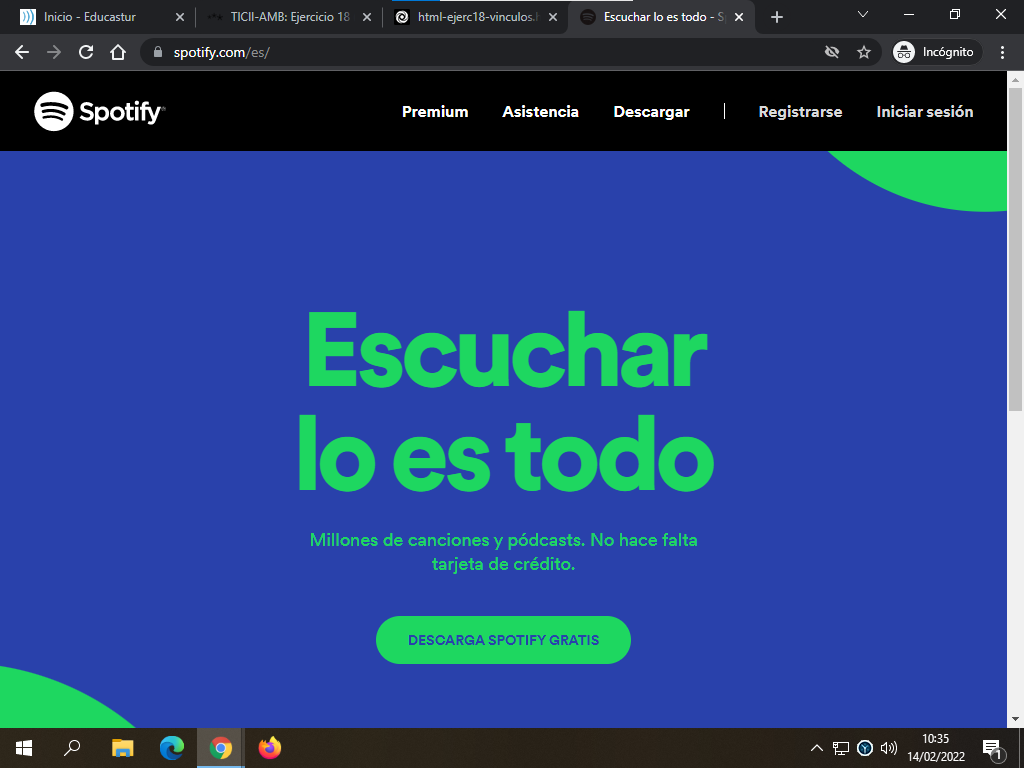 Inicio - Educastur
TICII-AMB: Ejercicio 18
html-ejerc18-vinculos.h
Escuchar lo es todo - S
spotify.com/es/
Incógnito
Spotify®
Premium
Asistencia
Descargar
Registrarse
Iniciar sesión
Escuchar
lo es todo
Millones de canciones y pódcasts. No hace falta
tarjeta de crédito.
DESCARGA SPOTIFY GRATIS
10:35
14/02/2022
1